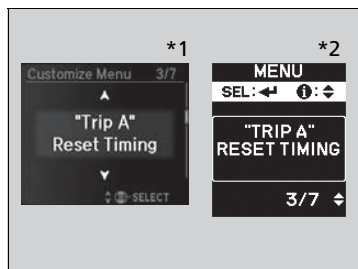 *1
Customize Menu 3/7
"Trip A"
Reset Timing
-SELECT
*2
MENU
SEL: :
"TRIP A"
RESET TIMING
3/7